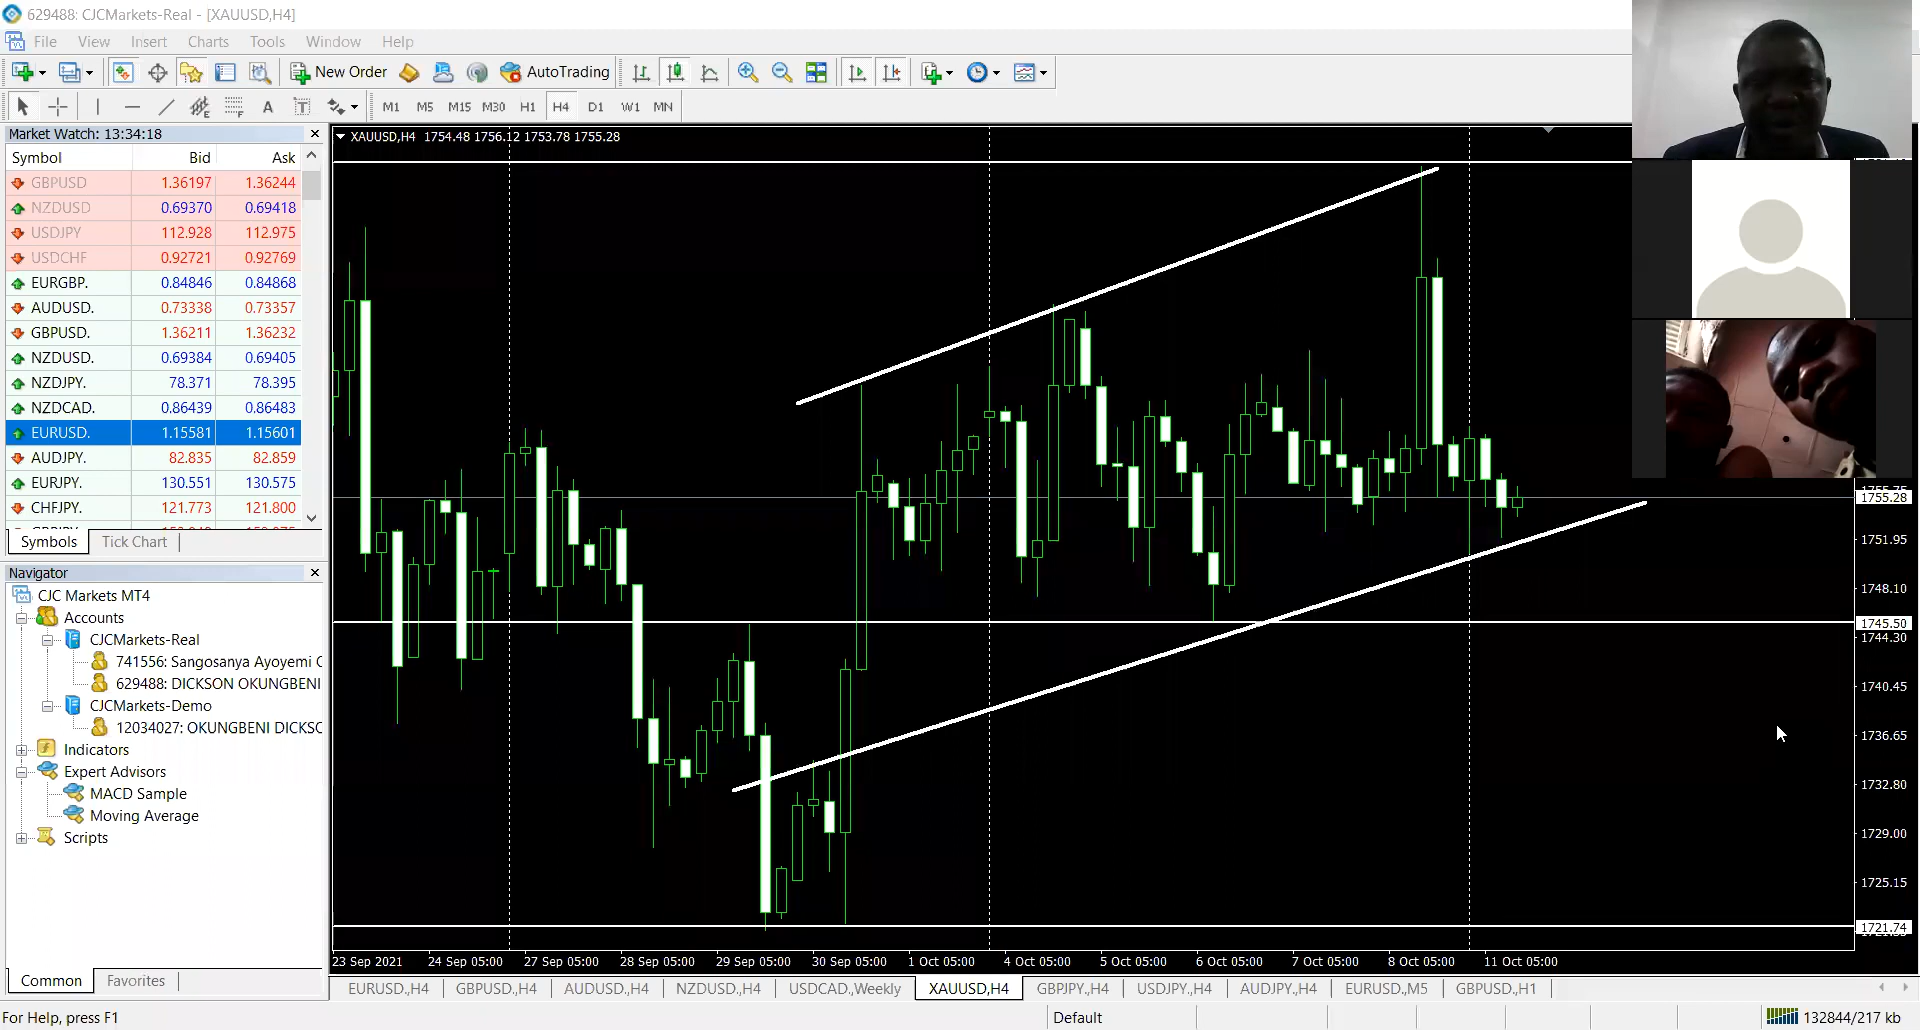 629488: CJCMarkets-Real - [XAUUSD,H4]
File View Insert Charts Tools Window Help
New Order AutoTrading
A T M1 M5 M15 M30 H1 H4 D1 W1 MN
Market Watch: 13:34:18
Symbol Bid Ask
GBPUSD 1.36197 1.36244
NZDUSD 0.69370 0.69418
USDJPY 112.928 112.975
USDCHF 0.92721 0.92769
EURGBP. 0.84846 0.84868
AUDUSD. 0.73338 0.73357
GBPUSD. 1.36211 1.36232
NZDUSD. 0.69384 0.69405
NZDJPY. 78.371 78.395
NZDCAD. 0.86439 0.86483
EURUSD. 1.15581 1.15601
AUDJPY. 82.835 82.859
EURJPY. 130.551 130.575
CHFJPY. 121.773 121.800
Symbols Tick Chart
Navigator
CJC Markets MT4
Accounts
CJCMarkets-Real
741556: Sangosanya Ayoyemi
629488: DICKSON OKUNGBENI
CJCMarkets-Demo
12034027: OKUNGBENI DICKSC
Indicators
Expert Advisors
MACD Sample
Moving Average
Scripts
Common Favorites
XAUUSD,H4 1754.48 1756.12 1753.78 1755.28
1755.28
1751.95
1748.10
1745.50
1744.30
1740.45
1736.65
1732.80
1729.00
1725.15
1721.74
23 Sep 2021 24 Sep 05:00 27 Sep 05:00 28 Sep 05:00 29 Sep 05:00 30 Sep 05:00 1 Oct 05:00 4 Oct 05:00 5 Oct 05:00 6 Oct 05:00 7 Oct 05:00 8 Oct 05:00 11 Oct 05:00
EURUSD.,H4 GBPUSD.,H4 AUDUSD.,H4 NZDUSD.,H4 USDCAD.,Weekly XAUUSD,H4 GBPJPY.,H4 USDJPY.,H4 AUDJPY.,H4 EURUSD.,M5 GBPUSD.,H1
For Help, press F1
Default
132844/217 kb